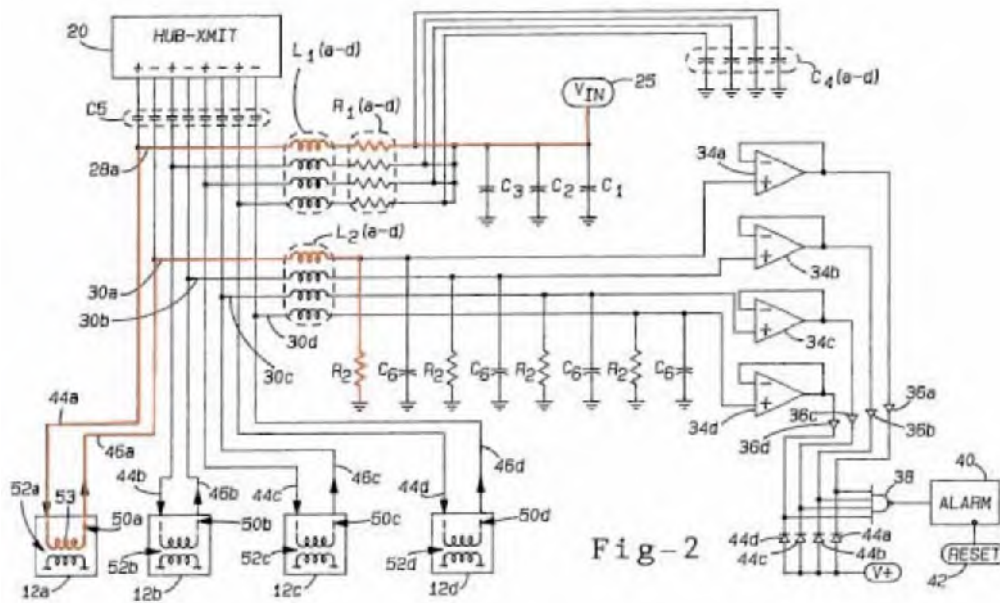 20
HUB-XMIT
+ - + - + - + -
L1(a-d)
R1(a-d)
VIN
25
C4(a-d)
C5
28a
C3
C2
C1
34a
- +
L2(a-d)
30a
30b
- +
34b
30d
30c
- +
34c
R2
C6
R2
C6
R2
C6
R2
C6
- +
34d
36a
36c
36d
36b
44a
46a
46d
40
38
ALARM
44b
46b
44c
46c
44d
52a
53
50a
52b
50b
52c
50c
52d
50d
Fig-2
44d
44c
44a
44b
RESET
42
V+
12a
12b
12c
12d